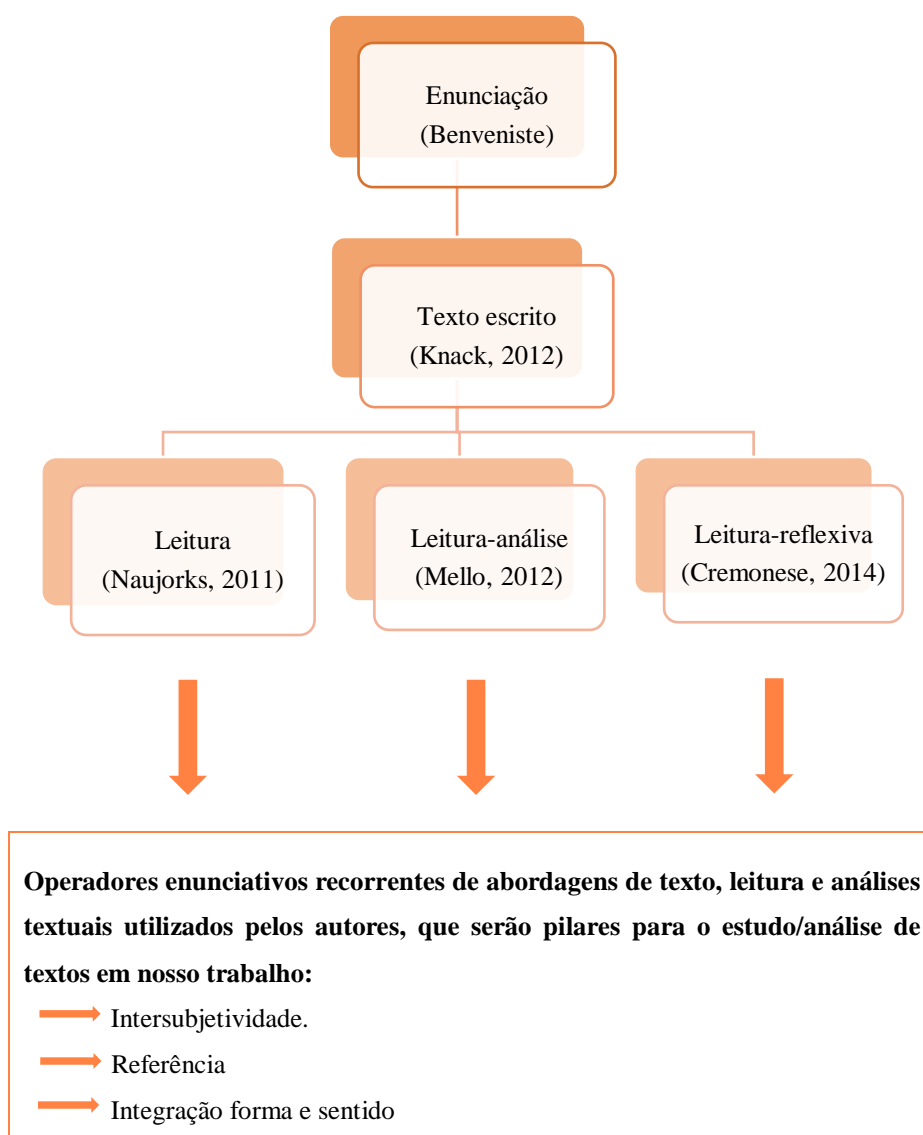 Enunciação
(Benveniste)
Texto escrito
(Knack, 2012)
Leitura
(Naujorks, 2011)
Leitura-análise
(Mello, 2012)
Leitura-reflexiva
(Cremonese, 2014)
Operadores enunciativos recorrentes de abordagens de texto, leitura e análises
textuais utilizados pelos autores, que serão pilares para o estudo/análise de
textos em nosso trabalho:
Intersubjetividade.
Referência
Integração forma e sentido